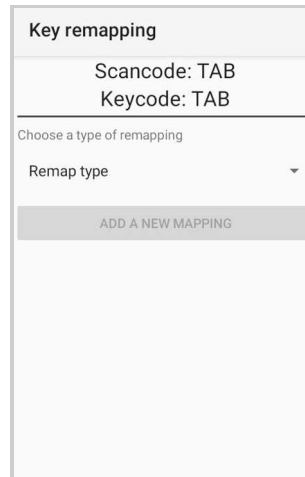 Key remapping
Scancode: TAB
Keycode: TAB
Choose a type of remapping
Remap type
ADD A NEW MAPPING